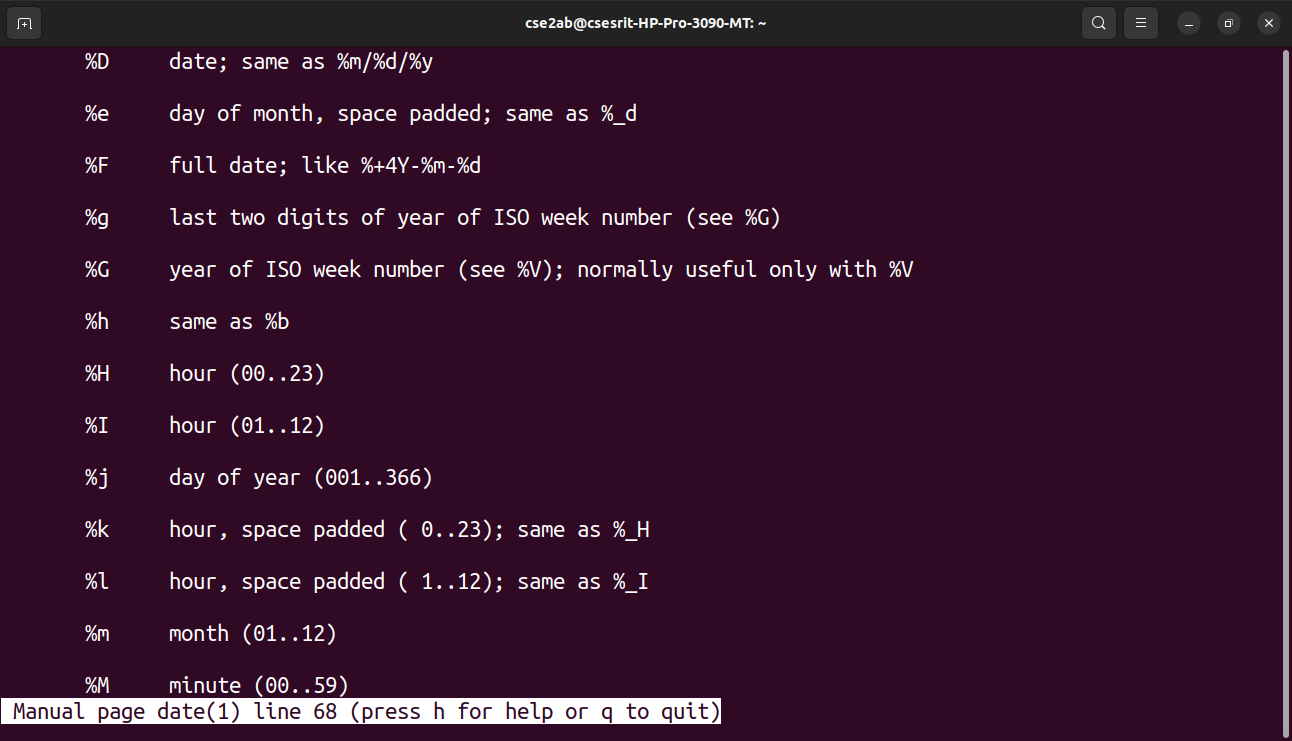 cse2ab@csesrit-HP-Pro-3090-MT: ~
%D date; same as %m/%d/%y
%e day of month, space padded; same as %_d
%F full date; like %+4Y-%m-%d
%g last two digits of year of ISO week number (see %G)
%G year of ISO week number (see %V); normally useful only with %V
%h same as %b
%H hour (00..23)
%I hour (01..12)
%j day of year (001..366)
%k hour, space padded ( 0..23); same as %_H
%l hour, space padded ( 1..12); same as %_I
%m month (01..12)
%M minute (00..59)
Manual page date(1) line 68 (press h for help or q to quit)